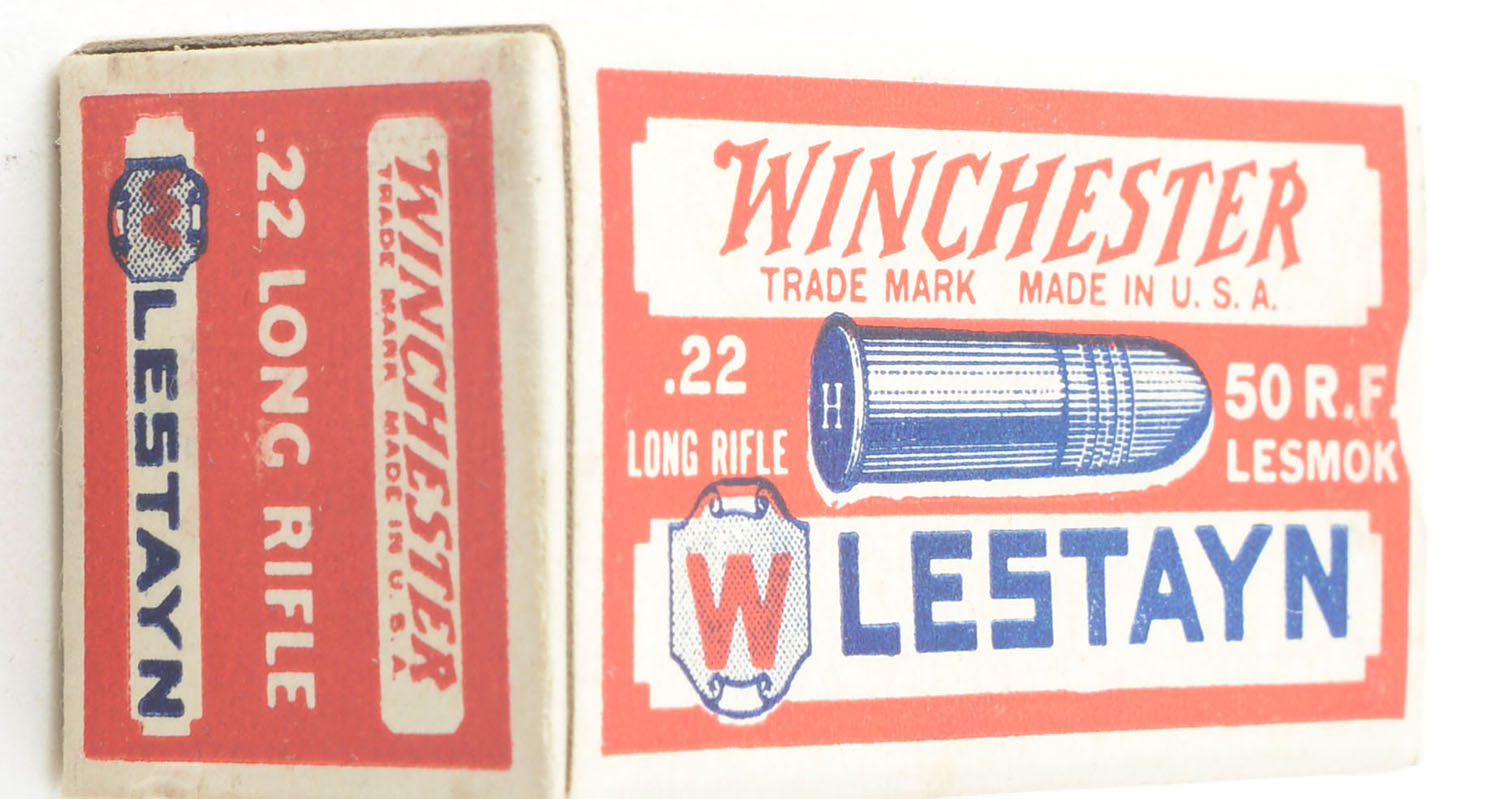 WINCHESTER
TRADE MARK MADE IN U.S.A.
.22 LONG RIFLE
W LESTAYN
WINCHESTER
TRADE MARK MADE IN U. S. A.
.22
LONG RIFLE
H
50 R.F.
LESMOK
W LESTAYN